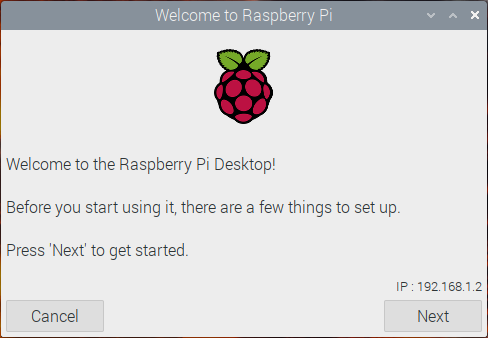 Welcome to Raspberry Pi
Welcome to the Raspberry Pi Desktop!
Before you start using it, there are a few things to set up.
Press 'Next' to get started.
IP : 192.168.1.2
Cancel
Next